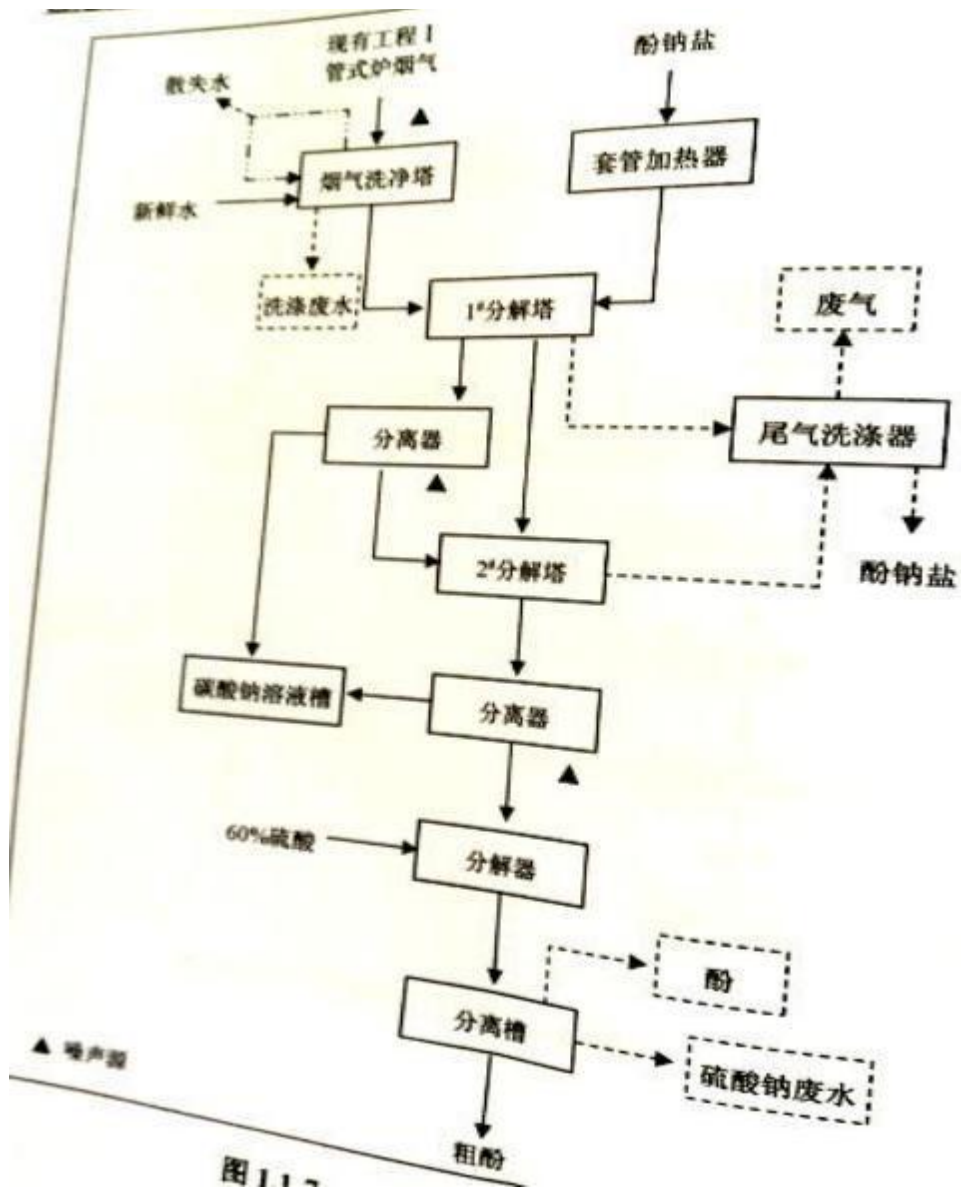 现有工程 I
管式炉烟气
酚钠盐
散失水
套管加热器
烟气洗净塔
新鲜水
洗涤废水
1#分解塔
废气
分离器
尾气洗涤器
2#分解塔
酚钠盐
碳酸钠溶液槽
分离器
60%硫酸
分解器
酚
分离槽
硫酸钠废水
▲ 噪声源
粗酚